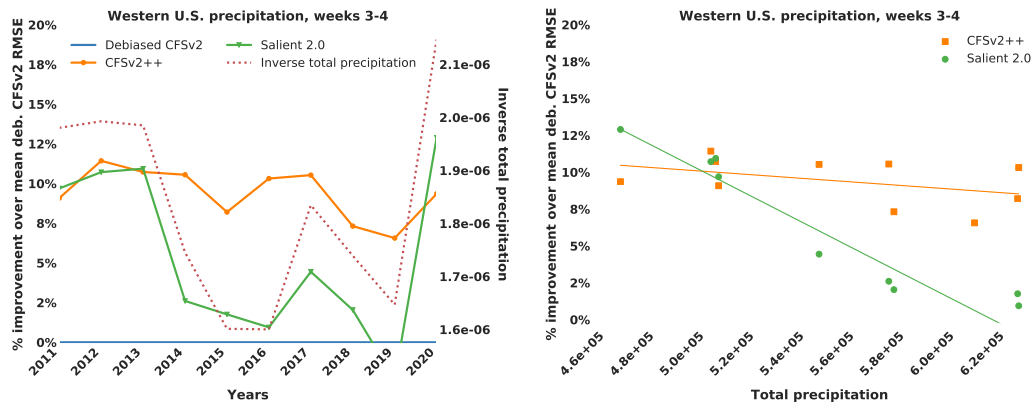 Western U.S. precipitation, weeks 3-4
% improvement over mean deb. CFSv2 RMSE
20%
18%
15%
12%
10%
8%
5%
2%
0%
Debiased CFSv2
CFSv2++
Salient 2.0
Inverse total precipitation
2.1e-06
2.0e-06
1.9e-06
1.8e-06
1.7e-06
1.6e-06
Inverse total precipitation
2011
2012
2013
2014
2015
2016
2017
2018
2019
2020
Years
Western U.S. precipitation, weeks 3-4
% improvement over mean deb. CFSv2 RMSE
20%
18%
15%
12%
10%
8%
5%
2%
0%
CFSv2++
Salient 2.0
4.6e+05
4.8e+05
5.0e+05
5.2e+05
5.4e+05
5.6e+05
5.8e+05
6.0e+05
6.2e+05
Total precipitation